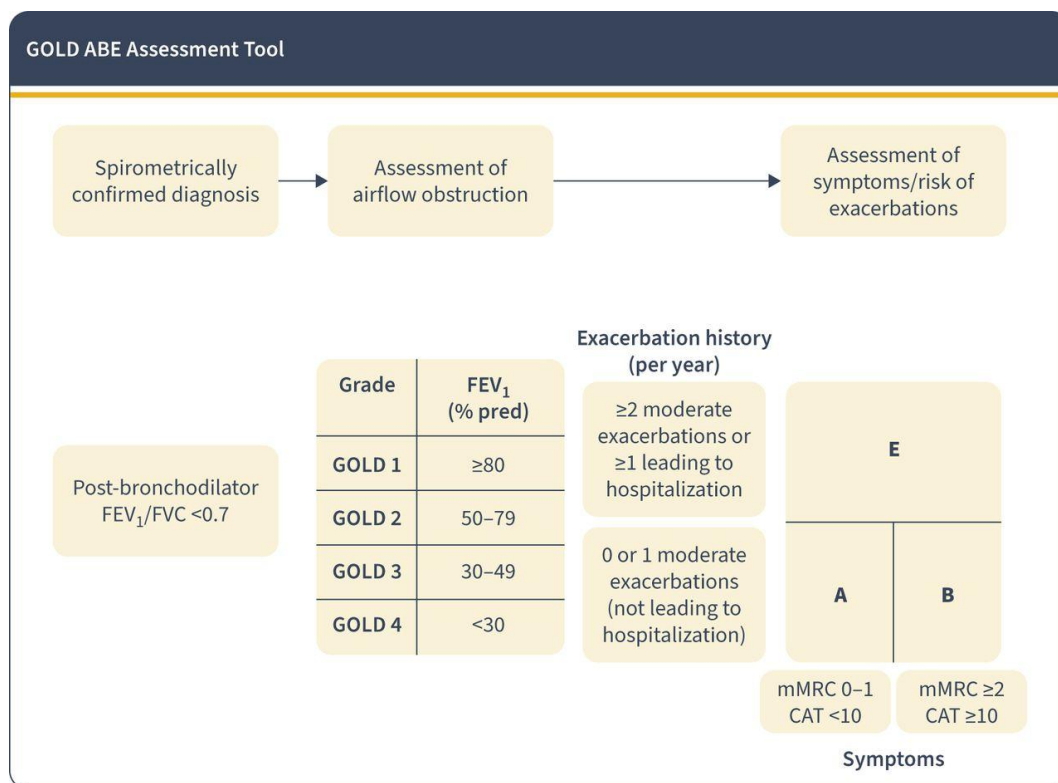 GOLD ABE Assessment Tool
Spirometrically
confirmed diagnosis
Assessment of
airflow obstruction
Assessment of
symptoms/risk of
exacerbations
Post-bronchodilator
FEV₁/FVC <0.7
Grade FEV₁
(% pred)
GOLD 1 ≥80
GOLD 2 50–79
GOLD 3 30–49
GOLD 4 <30
Exacerbation history
(per year)
≥2 moderate
exacerbations or
≥1 leading to
hospitalization
0 or 1 moderate
exacerbations
(not leading to
hospitalization)
E
A B
mMRC 0–1
CAT <10
mMRC ≥2
CAT ≥10
Symptoms